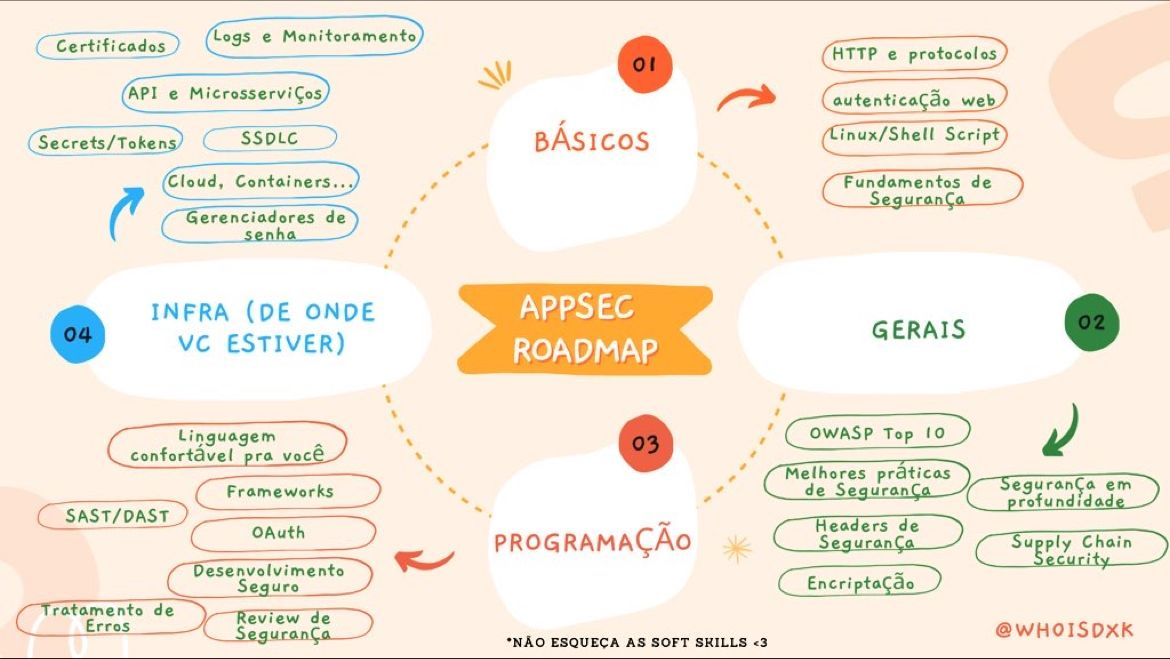 APPSEC
ROADMAP
01
BÁSICOS
HTTP e protocolos
autenticação web
Linux/Shell Script
Fundamentos de
Segurança
02
GERAIS
OWASP Top 10
Melhores práticas
de Segurança
Headers de
Segurança
Encriptação
Segurança em
profundidade
Supply Chain
Security
03
PROGRAMAÇÃO
Linguagem
confortável pra você
Frameworks
SAST/DAST
OAuth
Desenvolvimento
Seguro
Tratamento de
Erros
Review de
Segurança
04
INFRA (DE ONDE
VC ESTIVER)
Certificados
Logs e Monitoramento
API e Microsserviços
Secrets/Tokens
SSDLC
Cloud, Containers...
Gerenciadores de
senha
*NÃO ESQUEÇA AS SOFT SKILLS <3
@WHOISDXK